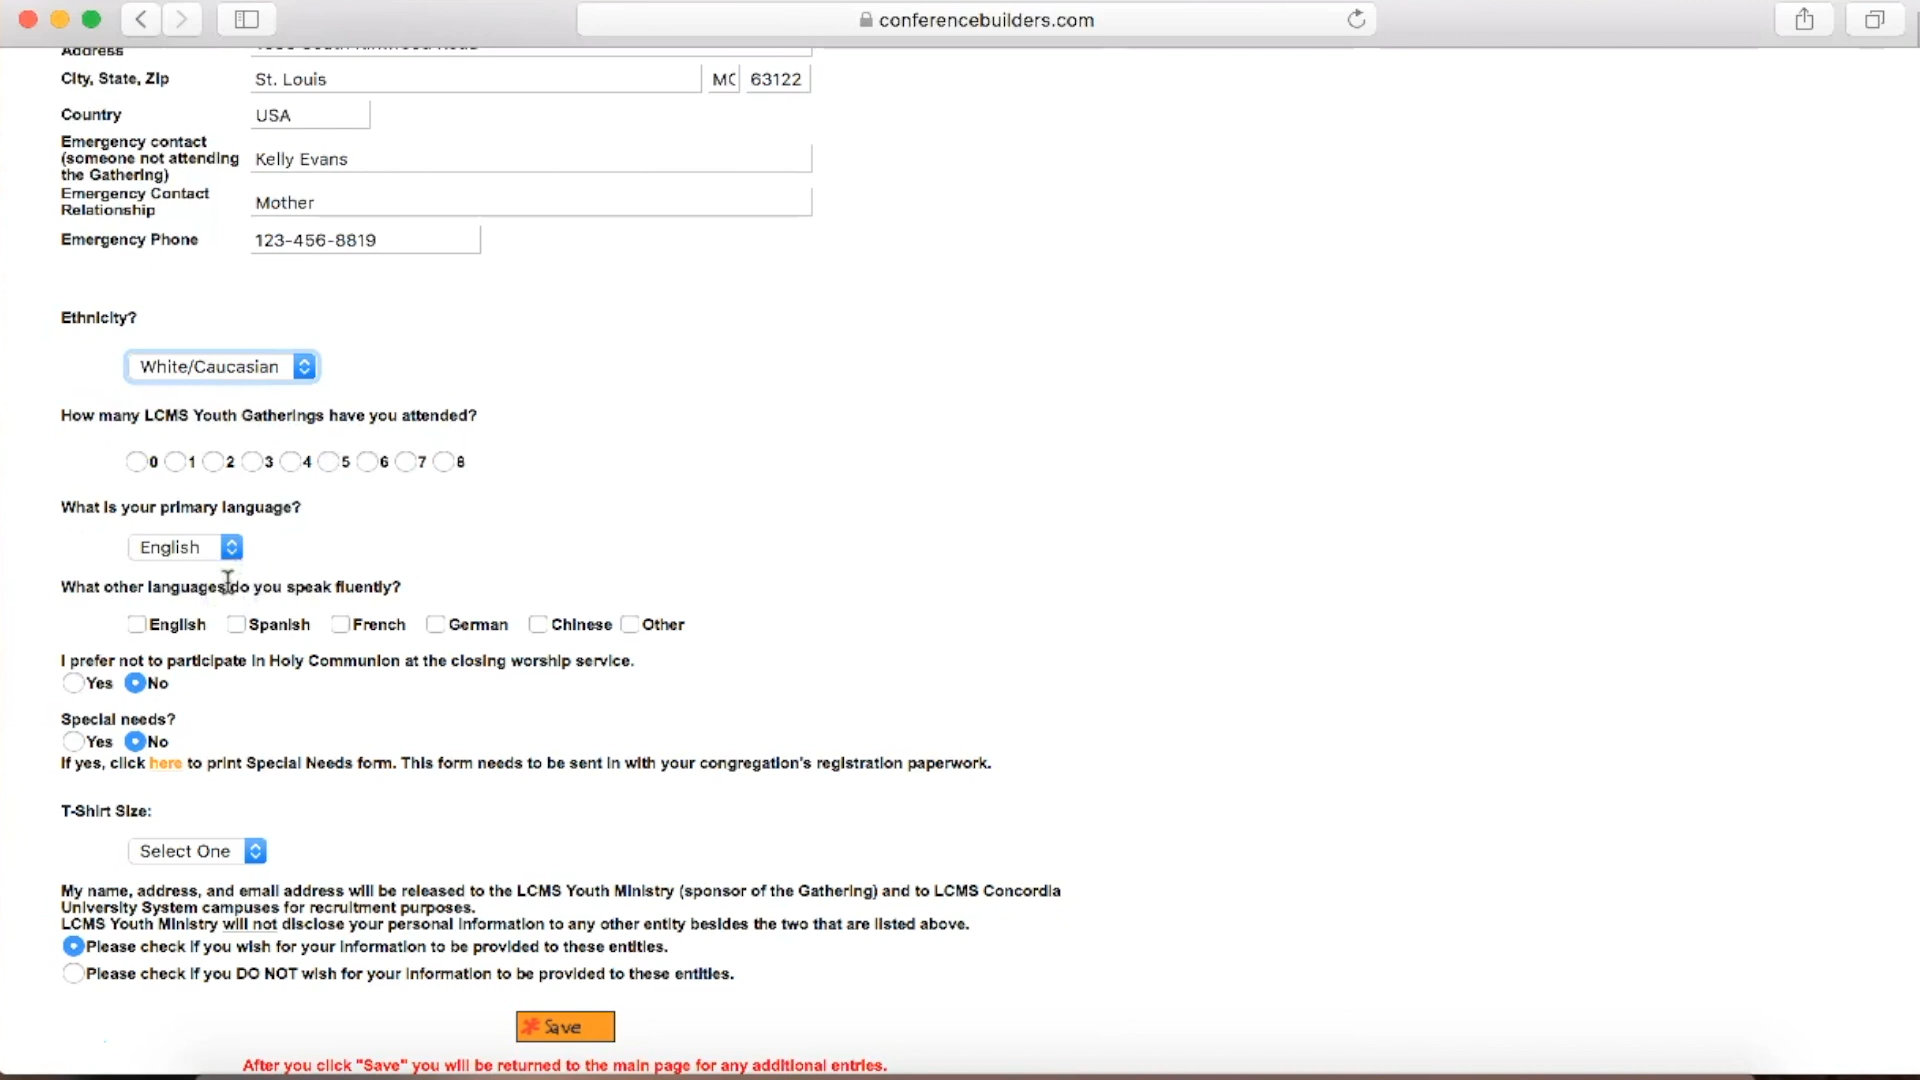 conferencebuilders.com
Address
City, State, Zip St. Louis MO 63122
Country USA
Emergency contact
(someone not attending Kelly Evans
the Gathering)
Emergency Contact
Relationship Mother
Emergency Phone 123-456-8819
Ethnicity?
White/Caucasian
How many LCMS Youth Gatherings have you attended?
0 1 2 3 4 5 6 7 8
What is your primary language?
English
What other languages do you speak fluently?
English Spanish French German Chinese Other
I prefer not to participate in Holy Communion at the closing worship service.
Yes No
Special needs?
Yes No
If yes, click here to print Special Needs form. This form needs to be sent in with your congregation's registration paperwork.
T-Shirt Size:
Select One
My name, address, and email address will be released to the LCMS Youth Ministry (sponsor of the Gathering) and to LCMS Concordia
University System campuses for recruitment purposes.
LCMS Youth Ministry will not disclose your personal information to any other entity besides the two that are listed above.
Please check if you wish for your information to be provided to these entities.
Please check if you DO NOT wish for your information to be provided to these entities.
Save
After you click "Save" you will be returned to the main page for any additional entries.